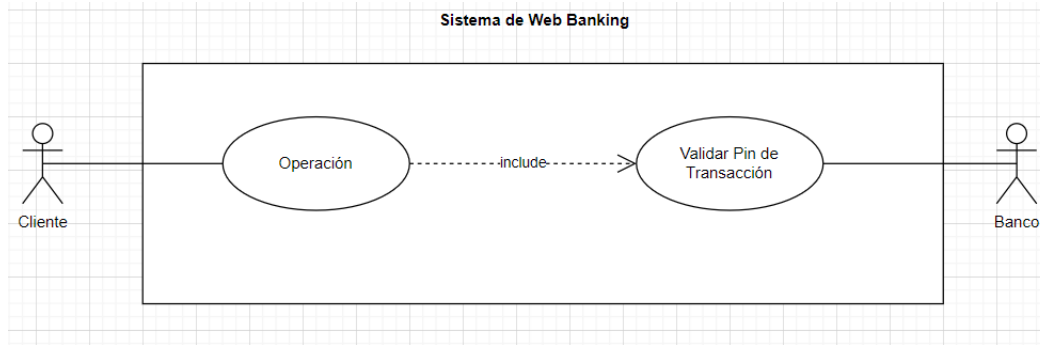 Sistema de Web Banking
Operación
include
Validar Pin de
Transacción
Cliente
Banco